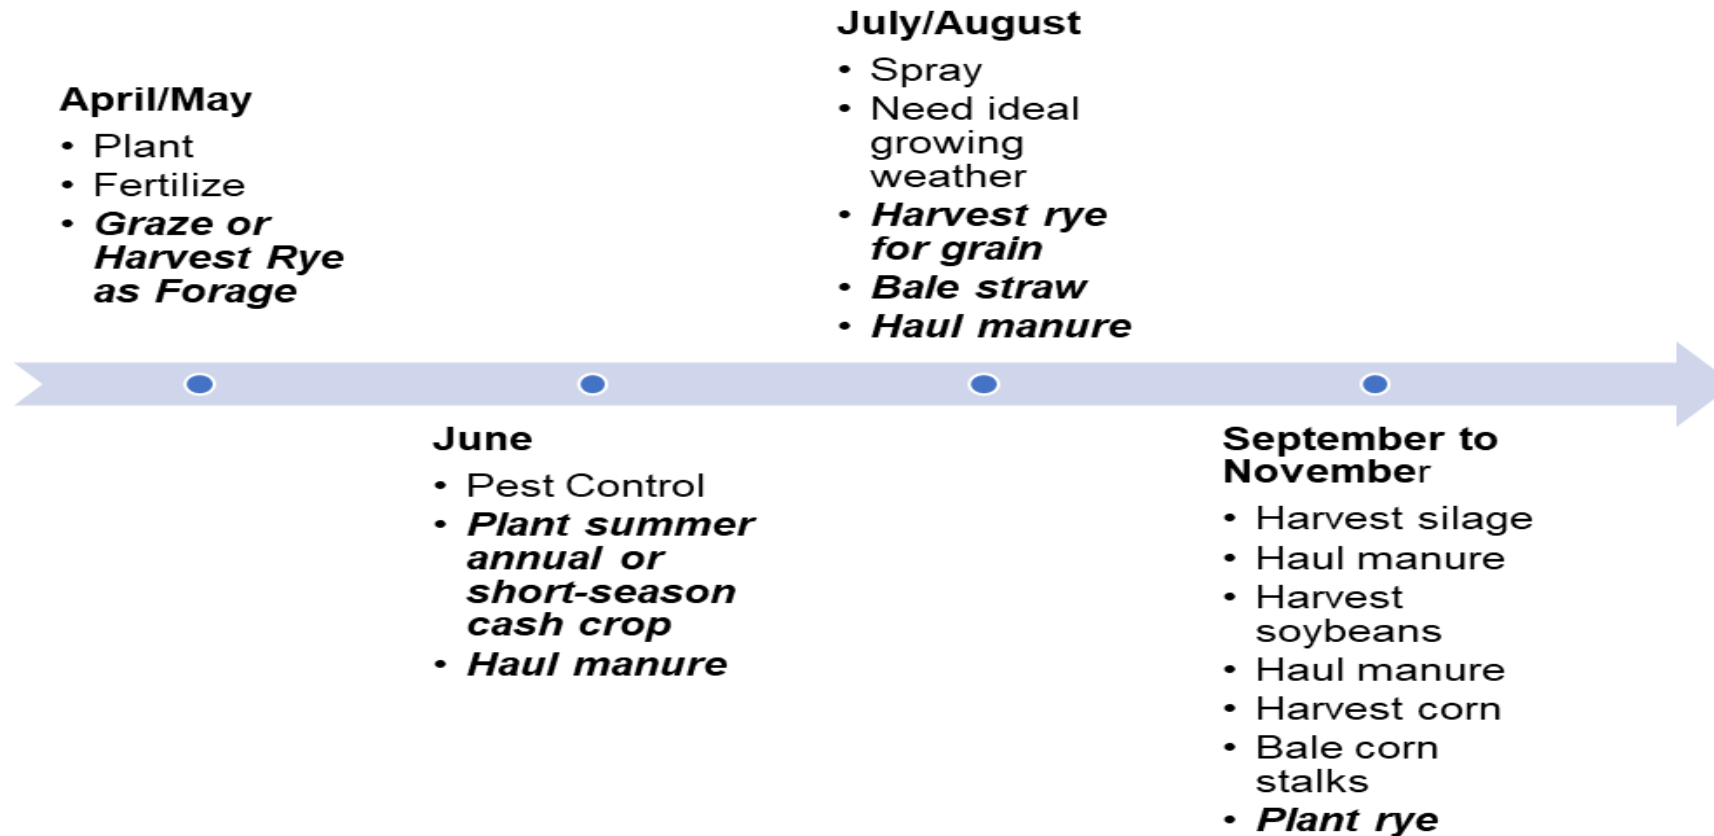 April/May
• Plant
• Fertilize
• Graze or
Harvest Rye
as Forage
June
• Pest Control
• Plant summer
annual or
short-season
cash crop
• Haul manure
July/August
• Spray
• Need ideal
growing
weather
• Harvest rye
for grain
• Bale straw
• Haul manure
September to
November
• Harvest silage
• Haul manure
• Harvest
soybeans
• Haul manure
• Harvest corn
• Bale corn
stalks
• Plant rye